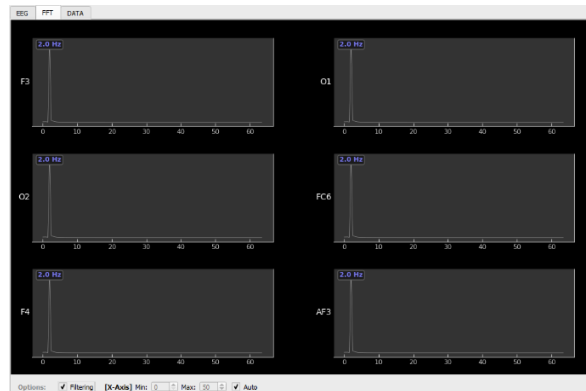 EEG FFT DATA
2.0 Hz 2.0 Hz
F3 O1
0 10 20 30 40 50 60 0 10 20 30 40 50 60
2.0 Hz 2.0 Hz
O2 FC6
0 10 20 30 40 50 60 0 10 20 30 40 50 60
2.0 Hz 2.0 Hz
F4 AF3
0 10 20 30 40 50 60 0 10 20 30 40 50 60
Options: Filtering [X-Axis] Min: 0 Max: 50 Auto